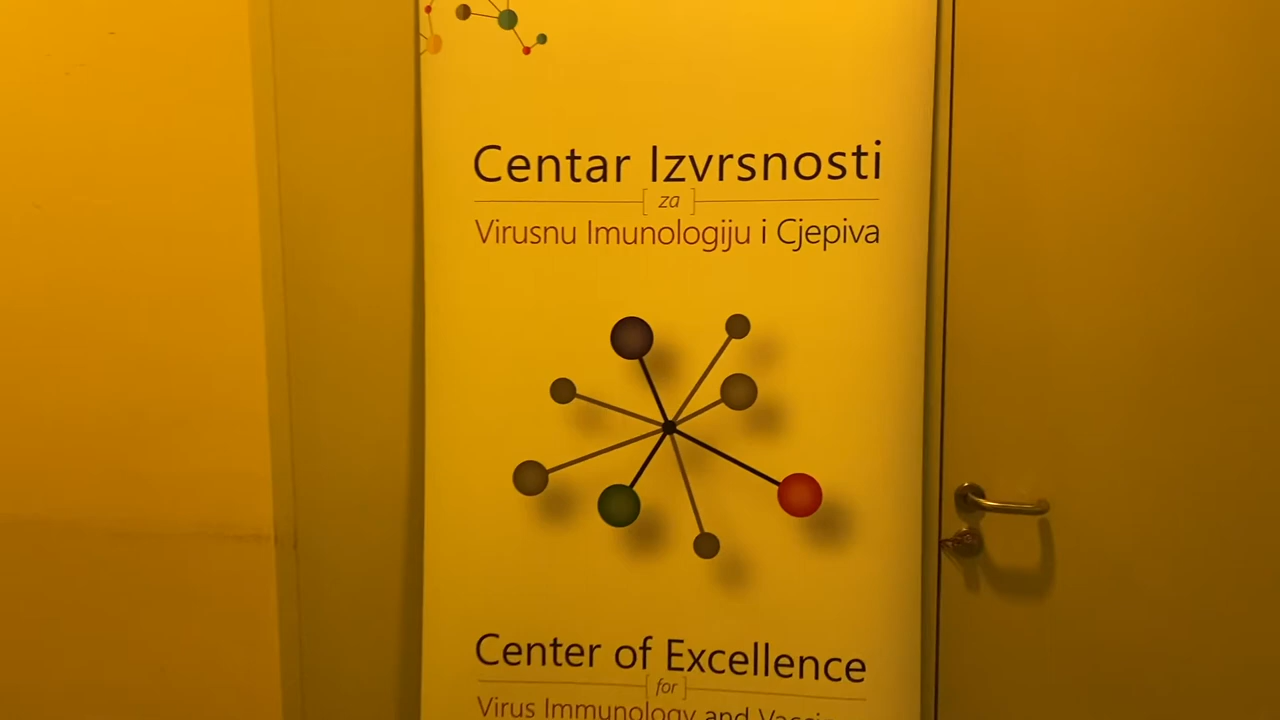 Centar Izvrsnosti
[ za ]
Virusnu Imunologiju i Cjepiva
Center of Excellence
[ for ]
Virus Immunology and